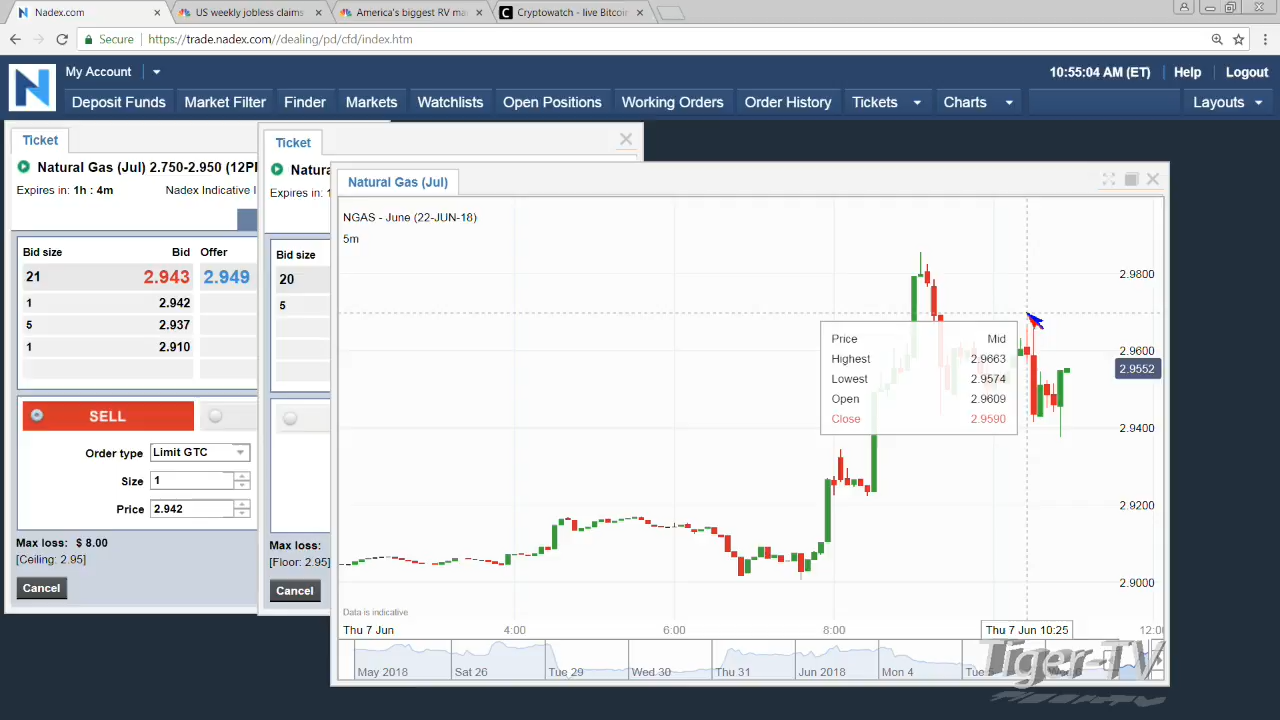 Nadex.com
US weekly jobless claims
America's biggest RV ma
Cryptowatch - live Bitcoin
Secure
https://trade.nadex.com//dealing/pd/cfd/index.htm
My Account
10:55:04 AM (ET)
Help
Logout
Deposit Funds
Market Filter
Finder
Markets
Watchlists
Open Positions
Working Orders
Order History
Tickets
Charts
Layouts
Ticket
Natural Gas (Jul) 2.750-2.950 (12P
Expires in: 1h : 4m
Nadex Indicative I
Bid size Bid Offer
21 2.943 2.949
1 2.942
5 2.937
1 2.910
SELL
Order type Limit GTC
Size 1
Price 2.942
Max loss: $ 8.00
[Ceiling: 2.95]
Cancel
Ticket
Natura
Expires in: 1
Bid size
20
5
Max loss:
[Floor: 2.95]
Cancel
Natural Gas (Jul)
NGAS - June (22-JUN-18)
5m
2.9800
2.9600
2.9552
2.9400
2.9200
2.9000
Price Mid
Highest 2.9663
Lowest 2.9574
Open 2.9609
Close 2.9590
Data is indicative
Thu 7 Jun 4:00 6:00 8:00 Thu 7 Jun 10:25 12:0
May 2018 Sat 26 Tue 29 Wed 30 Thu 31 Jun 2018 Mon 4 Tue
Tiger-TV